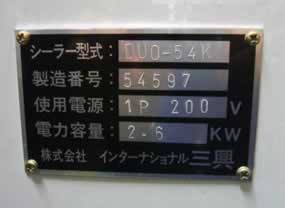 シーラー型式: DUO-54K
製造番号: 54597
使用電源: 1P 200 V
電力容量: 2-6 KW
株式会社 インターナショナル三興